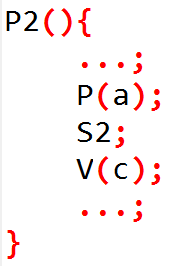 P2(){
...;
P(a);
S2;
V(c);
...;
}